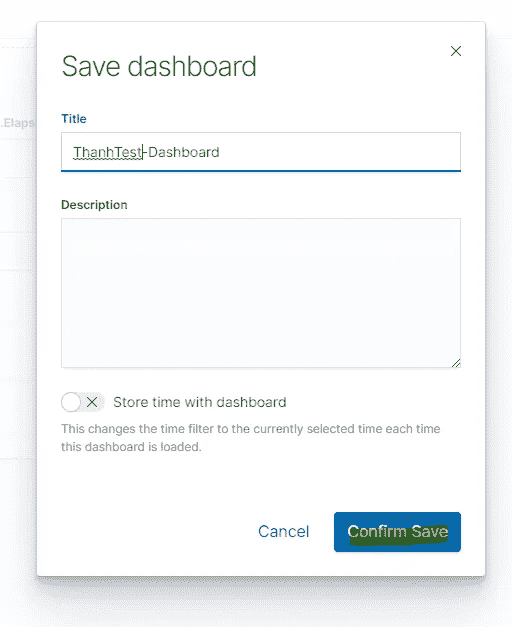 Save dashboard
.Elaps
Title
ThanhTest-Dashboard
Description
Store time with dashboard
This changes the time filter to the currently selected time each time
this dashboard is loaded.
Cancel
Confirm Save